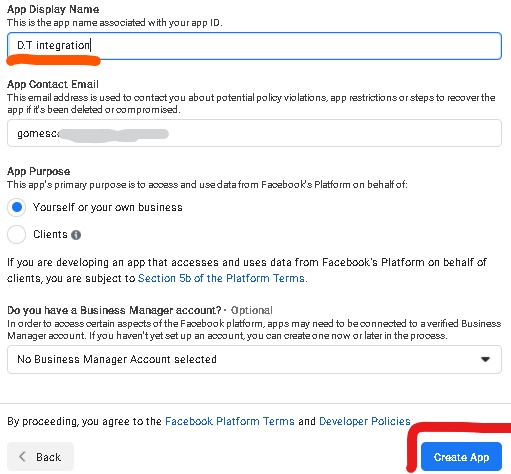 App Display Name
This is the app name associated with your app ID.
D.T integration
App Contact Email
This email address is used to contact you about potential policy violations, app restrictions or steps to recover the
app if it's been deleted or compromised.
App Purpose
This app's primary purpose is to access and use data from Facebook's Platform on behalf of:
Yourself or your own business
Clients
If you are developing an app that accesses and uses data from Facebook's Platform on behalf of
clients, you are subject to Section 5b of the Platform Terms.
Do you have a Business Manager account? · Optional
In order to access certain aspects of the Facebook platform, apps may need to be connected to a verified Business
Manager account. If you haven't yet set up an account, you can create one now or later in the process.
No Business Manager Account selected
By proceeding, you agree to the Facebook Platform Terms and Developer Policies
Back
Create App